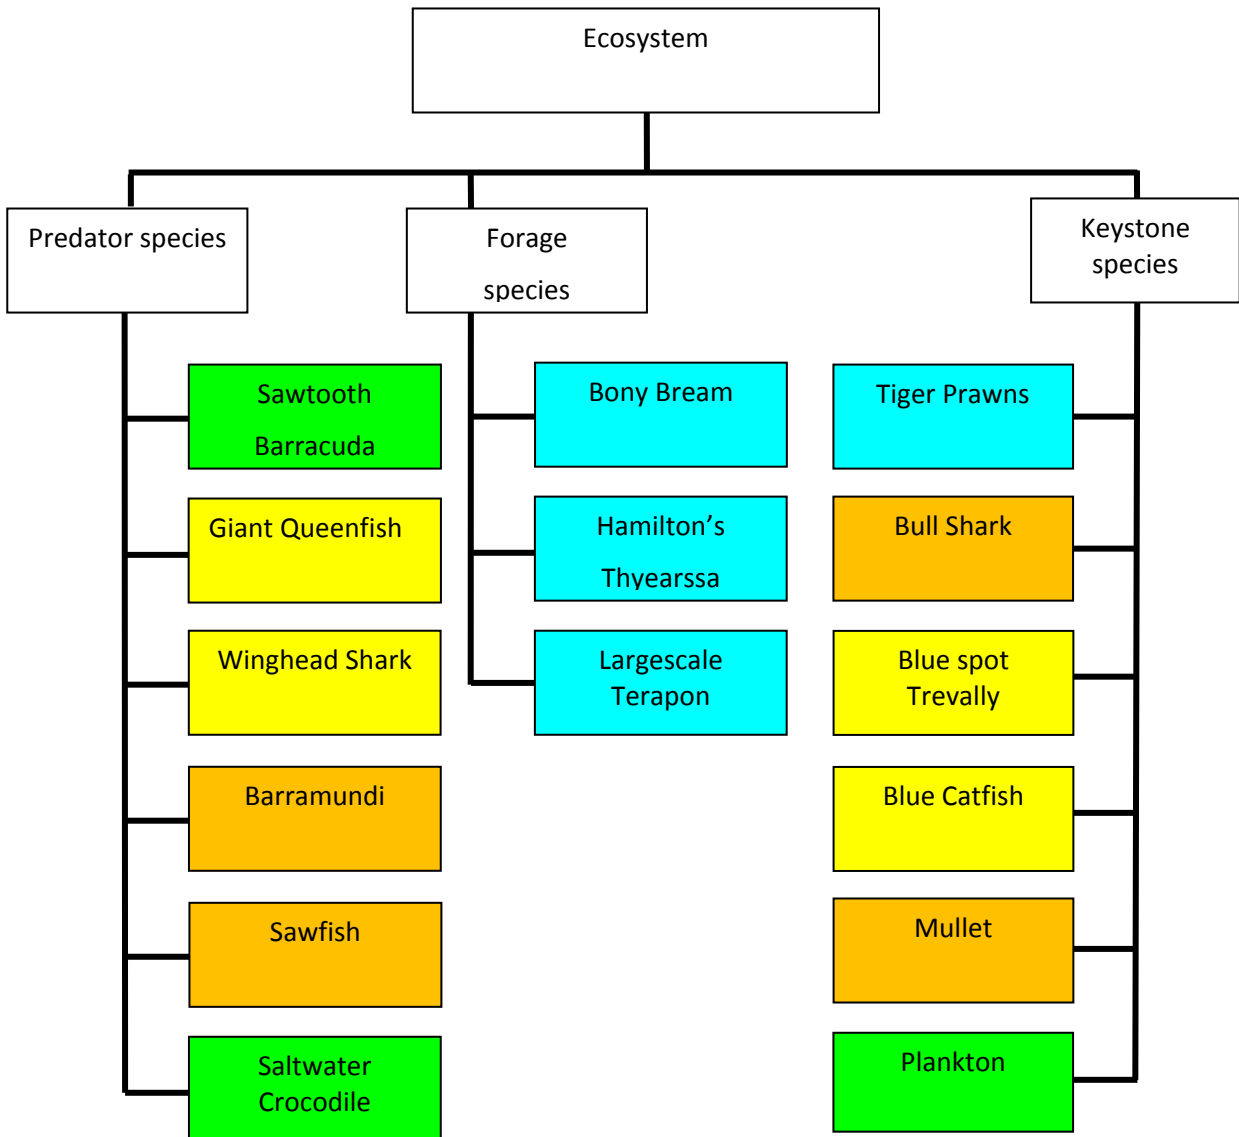 Ecosystem
Predator species
Forage
species
Keystone
species
Sawtooth
Barracuda
Giant Queenfish
Winghead Shark
Barramundi
Sawfish
Saltwater
Crocodile
Bony Bream
Hamilton's
Thyearssa
Largescale
Terapon
Tiger Prawns
Bull Shark
Blue spot
Trevally
Blue Catfish
Mullet
Plankton